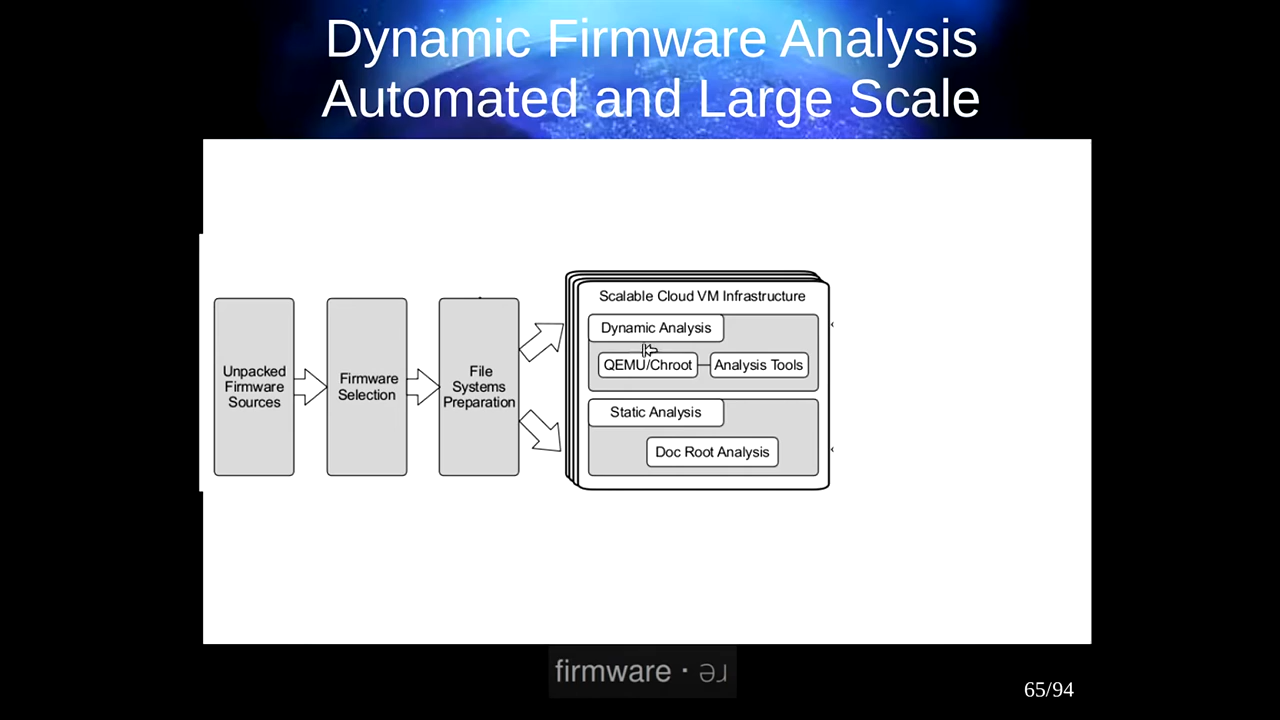 Dynamic Firmware Analysis
Automated and Large Scale
Unpacked
Firmware
Sources
Firmware
Selection
File
Systems
Preparation
Scalable Cloud VM Infrastructure
Dynamic Analysis
QEMU/Chroot
Analysis Tools
Static Analysis
Doc Root Analysis
firmware · ǝɹ
65/94